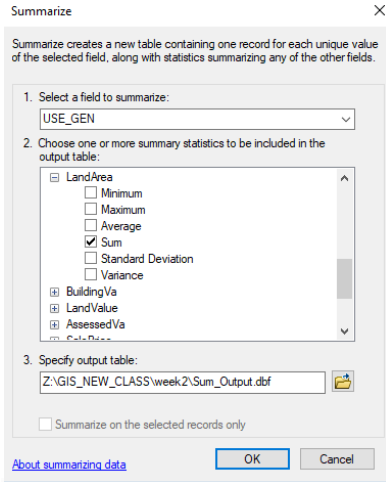 Summarize
Summarize creates a new table containing one record for each unique value
of the selected field, along with statistics summarizing any of the other fields.
1. Select a field to summarize:
USE_GEN
2. Choose one or more summary statistics to be included in the
output table:
LandArea
Minimum
Maximum
Average
Sum
Standard Deviation
Variance
BuildingVa
LandValue
AssessedVa
SalePrice
3. Specify output table:
Z:\GIS_NEW_CLASS\week2\Sum_Output.dbf
Summarize on the selected records only
About summarizing data
OK
Cancel